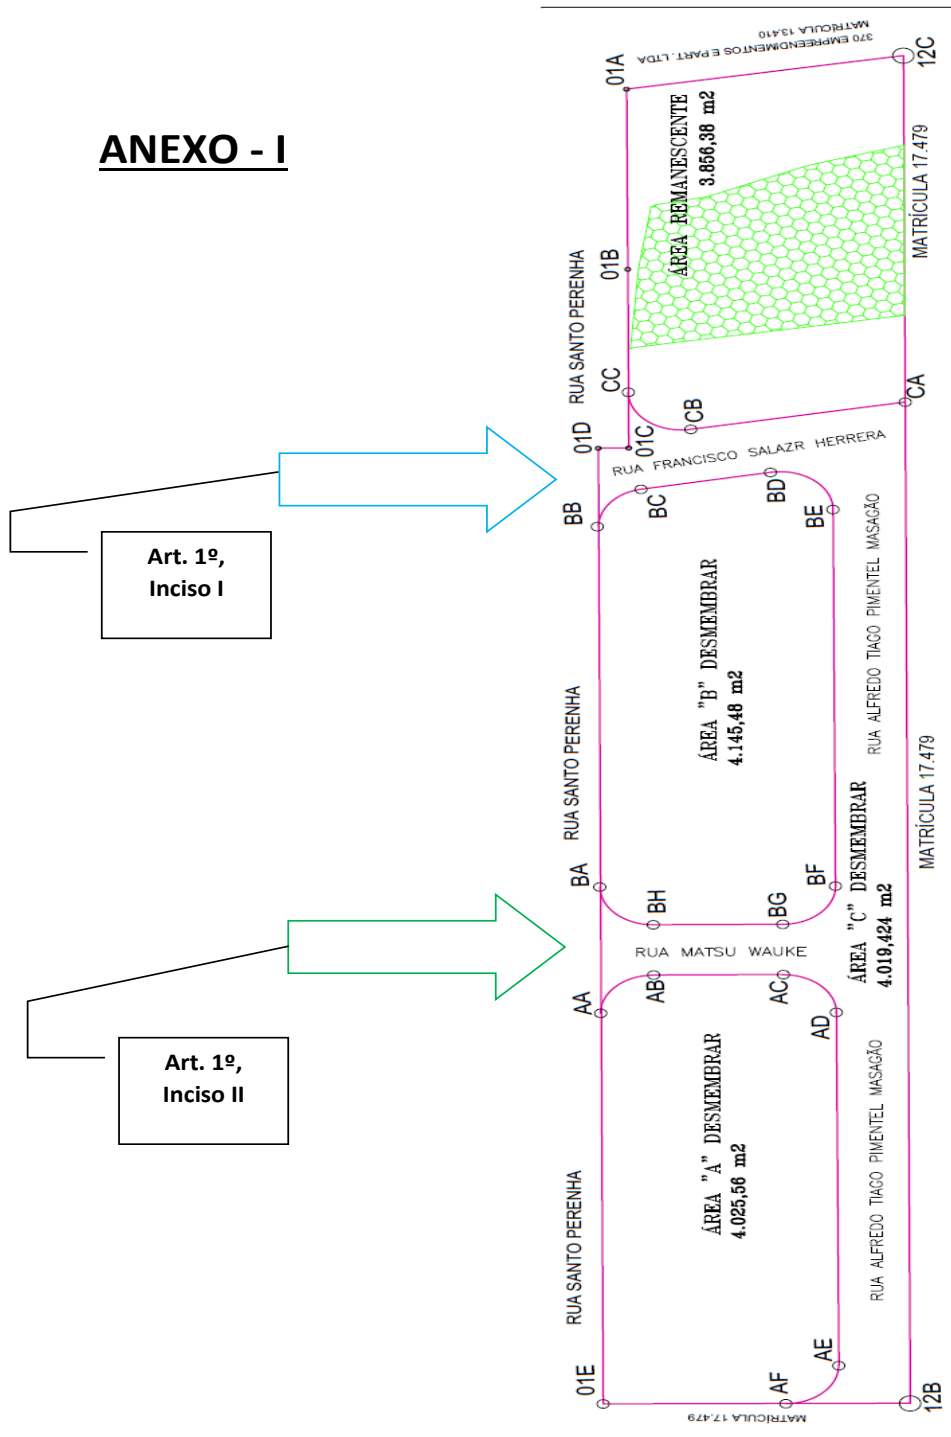 ANEXO - I
370 EMPREENDIMENTOS E PART. LTDA
MATRÍCULA 13.410
01A
12C
ÁREA REMANESCENTE
3.856,38 m2
MATRÍCULA 17.479
01B
RUA SANTO PERENHA
CC
CB
CA
01D
01C
RUA FRANCISCO SALAZR HERRERA
BB
BC
BD
BE
Art. 1º,
Inciso I
ÁREA "B" DESMEMBRAR
4.145,48 m2
RUA ALFREDO TIAGO PIMENTEL MASAGÃO
RUA SANTO PERENHA
MATRÍCULA 17.479
BA
BH
BG
BF
ÁREA "C" DESMEMBRAR
4.019,424 m2
RUA MATSU WAUKE
AA
AB
AC
AD
Art. 1º,
Inciso II
ÁREA "A" DESMEMBRAR
4.025,56 m2
RUA ALFREDO TIAGO PIMENTEL MASAGÃO
RUA SANTO PERENHA
01E
AF
AE
12B
MATRÍCULA 17.479